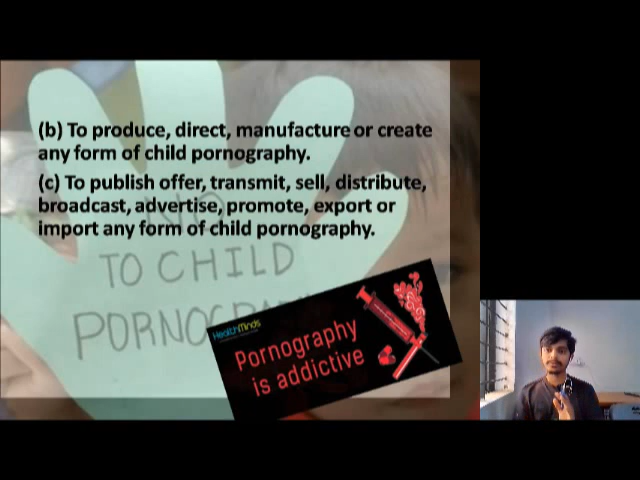 (b) To produce, direct, manufacture or create
any form of child pornography.
(c) To publish offer, transmit, sell, distribute,
broadcast, advertise, promote, export or
import any form of child pornography.
TO CHILD
HealthMinds
Pornography
is addictive